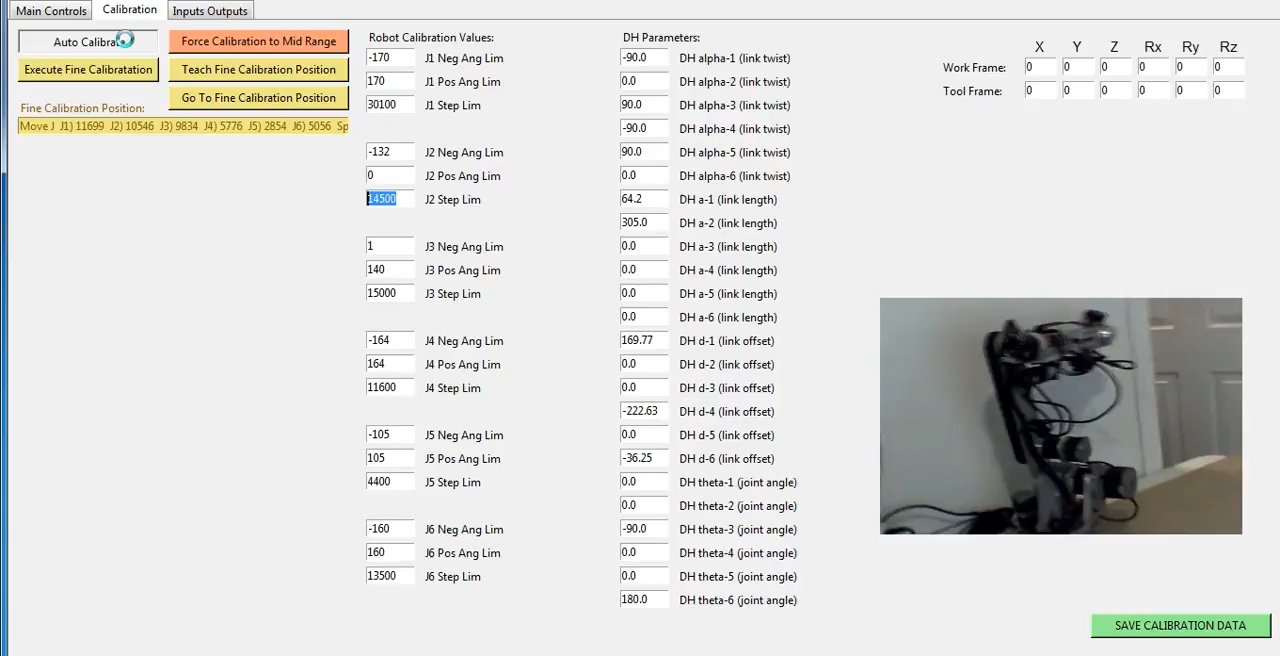 Main Controls Calibration Inputs Outputs
Auto Calibra
Force Calibration to Mid Range
Execute Fine Calibratation
Teach Fine Calibration Position
Go To Fine Calibration Position
Fine Calibration Position:
Move J J1) 11699 J2) 10546 J3) 9834 J4) 5776 J5) 2854 J6) 5056 Sp
Robot Calibration Values:
-170 J1 Neg Ang Lim
170 J1 Pos Ang Lim
30100 J1 Step Lim
-132 J2 Neg Ang Lim
0 J2 Pos Ang Lim
14500 J2 Step Lim
1 J3 Neg Ang Lim
140 J3 Pos Ang Lim
15000 J3 Step Lim
-164 J4 Neg Ang Lim
164 J4 Pos Ang Lim
11600 J4 Step Lim
-105 J5 Neg Ang Lim
105 J5 Pos Ang Lim
4400 J5 Step Lim
-160 J6 Neg Ang Lim
160 J6 Pos Ang Lim
13500 J6 Step Lim
DH Parameters:
-90.0 DH alpha-1 (link twist)
0.0 DH alpha-2 (link twist)
90.0 DH alpha-3 (link twist)
-90.0 DH alpha-4 (link twist)
90.0 DH alpha-5 (link twist)
0.0 DH alpha-6 (link twist)
64.2 DH a-1 (link length)
305.0 DH a-2 (link length)
0.0 DH a-3 (link length)
0.0 DH a-4 (link length)
0.0 DH a-5 (link length)
0.0 DH a-6 (link length)
169.77 DH d-1 (link offset)
0.0 DH d-2 (link offset)
0.0 DH d-3 (link offset)
-222.63 DH d-4 (link offset)
0.0 DH d-5 (link offset)
-36.25 DH d-6 (link offset)
0.0 DH theta-1 (joint angle)
0.0 DH theta-2 (joint angle)
-90.0 DH theta-3 (joint angle)
0.0 DH theta-4 (joint angle)
0.0 DH theta-5 (joint angle)
180.0 DH theta-6 (joint angle)
X Y Z Rx Ry Rz
Work Frame: 0 0 0 0 0 0
Tool Frame: 0 0 0 0 0 0
SAVE CALIBRATION DATA